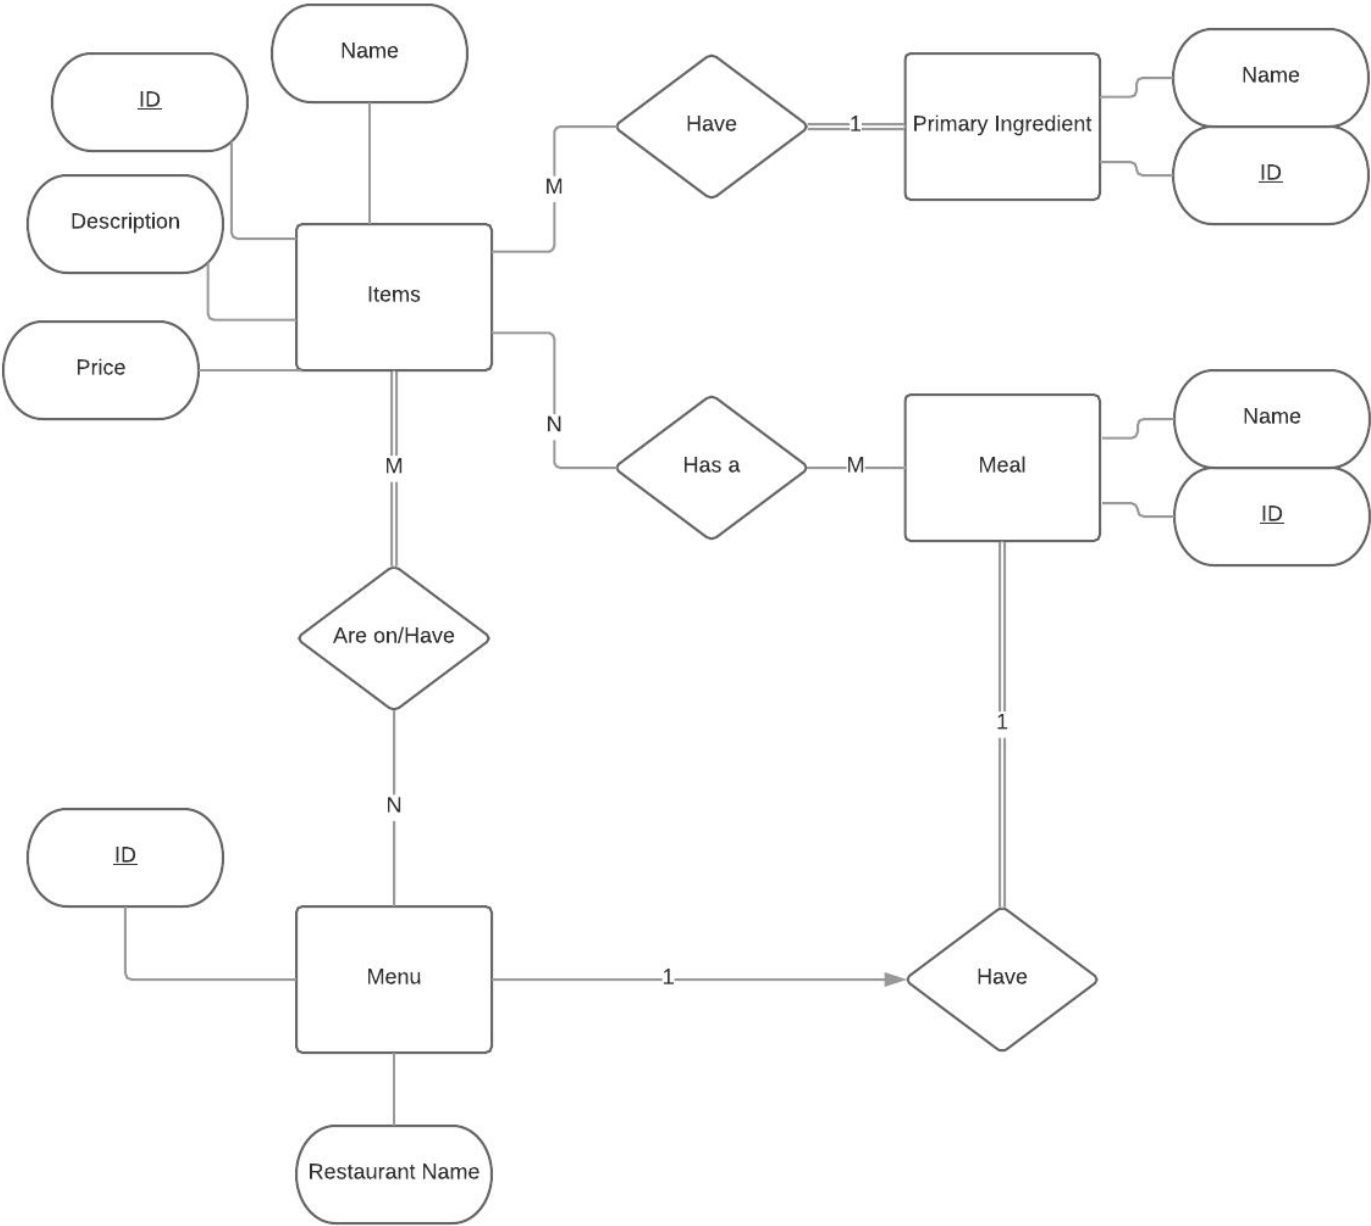 Name
ID
Description
Price
Items
M
Have
1
Primary Ingredient
Name
ID
N
Has a
M
Meal
Name
ID
M
Are on/Have
N
1
ID
Menu
1
Have
Restaurant Name